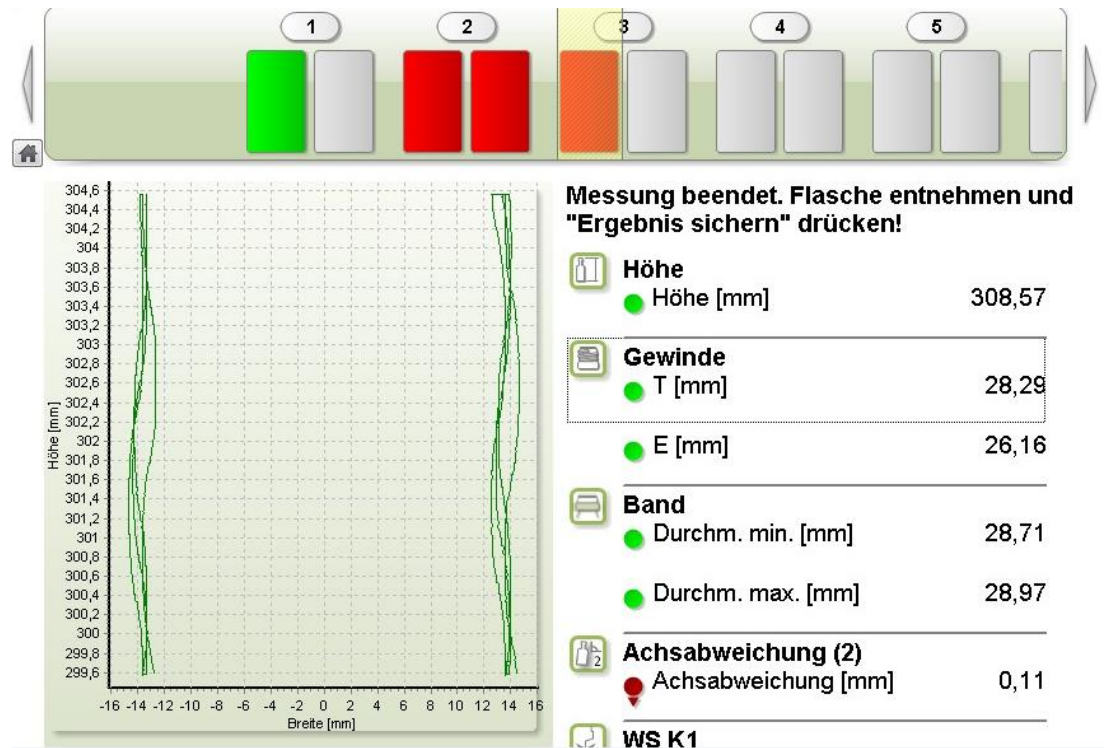 1 2 3 4 5
Messung beendet. Flasche entnehmen und
"Ergebnis sichern" drücken!
Höhe
Höhe [mm] 308,57
Gewinde
T [mm] 28,29
E [mm] 26,16
Band
Durchm. min. [mm] 28,71
Durchm. max. [mm] 28,97
2
Achsabweichung (2)
Achsabweichung [mm] 0,11
WS K1
304,6
304,4
304,2
304
303,8
303,6
303,4
303,2
303
302,8
302,6
302,4
302,2
302
301,8
301,6
301,4
301,2
301
300,8
300,6
300,4
300,2
300
299,8
299,6
Höhe [mm]
-16 -14 -12 -10 -8 -6 -4 -2 0 2 4 6 8 10 12 14 16
Breite [mm]